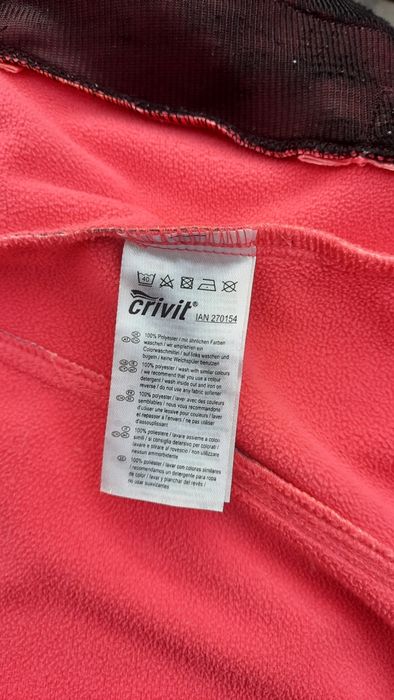 40
crivit® IAN 270154
100% Polyester / mit ähnlichen Farben
waschen / wir empfehlen ein
Colorwaschmittel / auf links waschen und
bügeln / keine Weichspüler benutzen
100% polyester / wash with similar colours
/ we recommend that you use a colour
detergent / wash inside out and iron on
reverse / do not use any fabric softener
100% polyester / laver avec des couleurs
semblables / nous vous recommandons
d'utiliser une lessive pour couleurs / laver
et repasser à l'envers / ne pas utiliser
d'assouplissant
100% poliestere / lavare assieme a colori
simili / si consiglia detersivo per colorati /
lavare e stirare a rovescio / non utilizzare
nessun ammorbidente
100% poliéster / lavar con colores similares
/ recomendamos un detergente para ropa
de color / lavar y planchar del revés /
no usar suavizantes